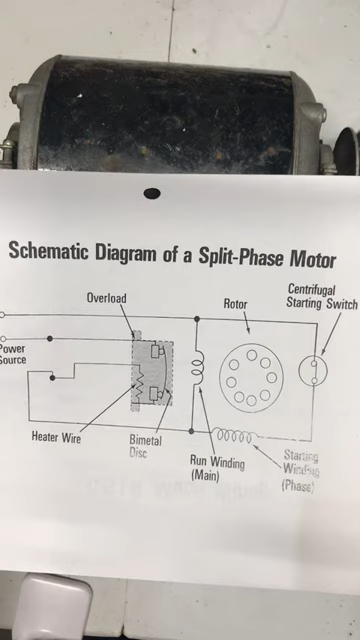 Schematic Diagram of a Split-Phase Motor
Centrifugal
Starting Switch
Overload
Rotor
Power
Source
Heater Wire
Bimetal
Disc
Run Winding
(Main)
Starting
Winding
(Phase)